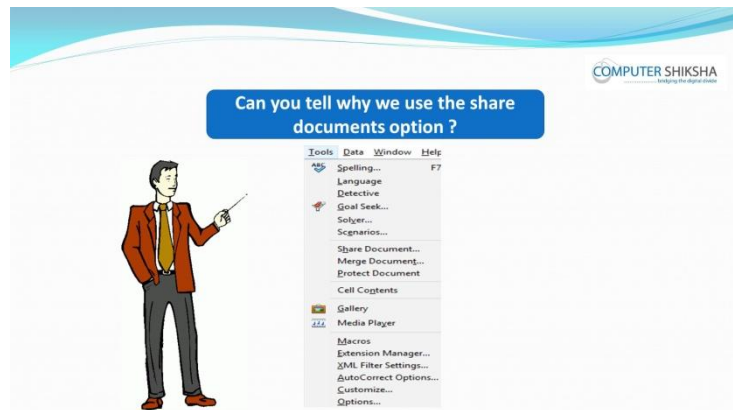 COMPUTER SHIKSHA
bridging the digital divide
Can you tell why we use the share
documents option ?
Tools Data Window Help
ABC Spelling... F7
Language
Detective
Goal Seek...
Solver...
Scenarios...
Share Document...
Merge Document...
Protect Document
Cell Contents
Gallery
Media Player
Macros
Extension Manager...
XML Filter Settings...
AutoCorrect Options...
Customize...
Options...